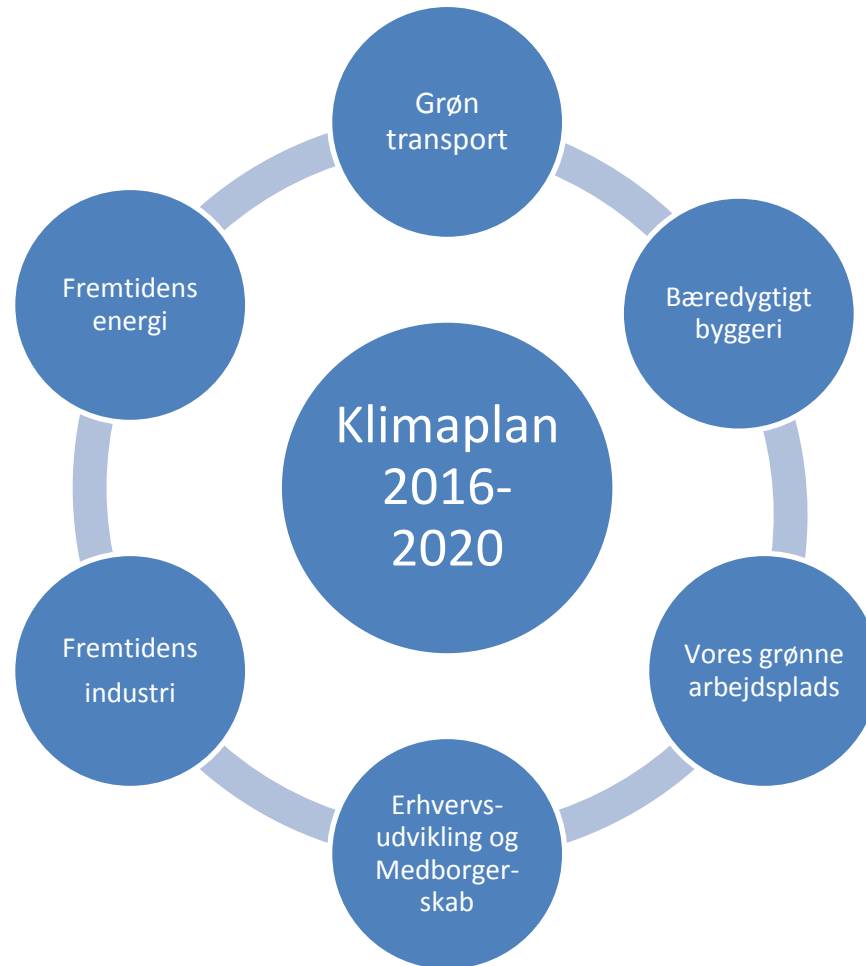 Grøn
transport
Bæredygtigt
byggeri
Vores grønne
arbejdsplads
Erhvervs-
udvikling og
Medborger-
skab
Fremtidens
industri
Fremtidens
energi
Klimaplan
2016-
2020